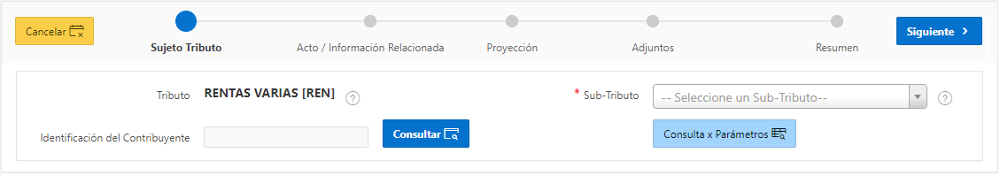 Cancelar
Siguiente
Sujeto Tributo
Acto / Información Relacionada
Proyección
Adjuntos
Resumen
Tributo RENTAS VARIAS [REN] ?
* Sub-Tributo -- Seleccione un Sub-Tributo-- ?
Identificación del Contribuyente Consultar
Consulta x Parámetros